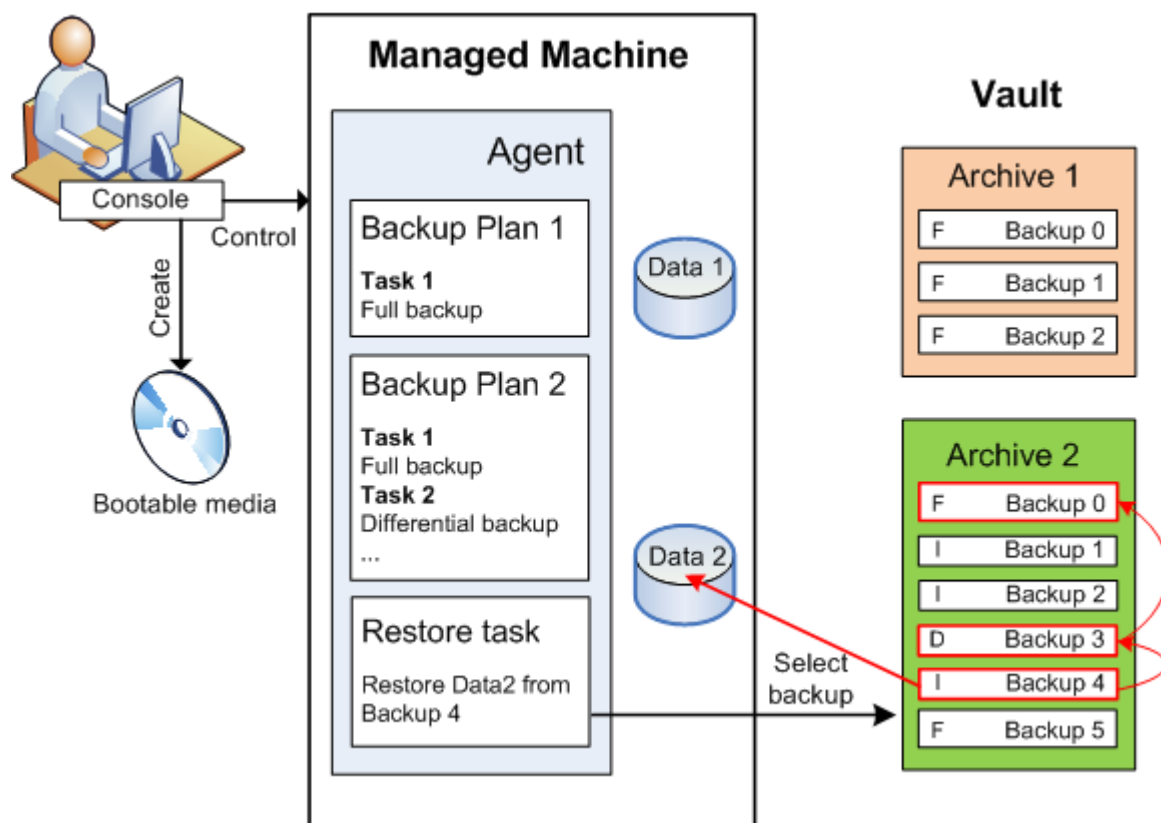 Managed Machine
Vault
Console
Control
Create
Bootable media
Agent
Backup Plan 1
Task 1
Full backup
Backup Plan 2
Task 1
Full backup
Task 2
Differential backup
...
Restore task
Restore Data2 from
Backup 4
Data 1
Data 2
Select
backup
Archive 1
F Backup 0
F Backup 1
F Backup 2
Archive 2
F Backup 0
I Backup 1
I Backup 2
D Backup 3
I Backup 4
F Backup 5